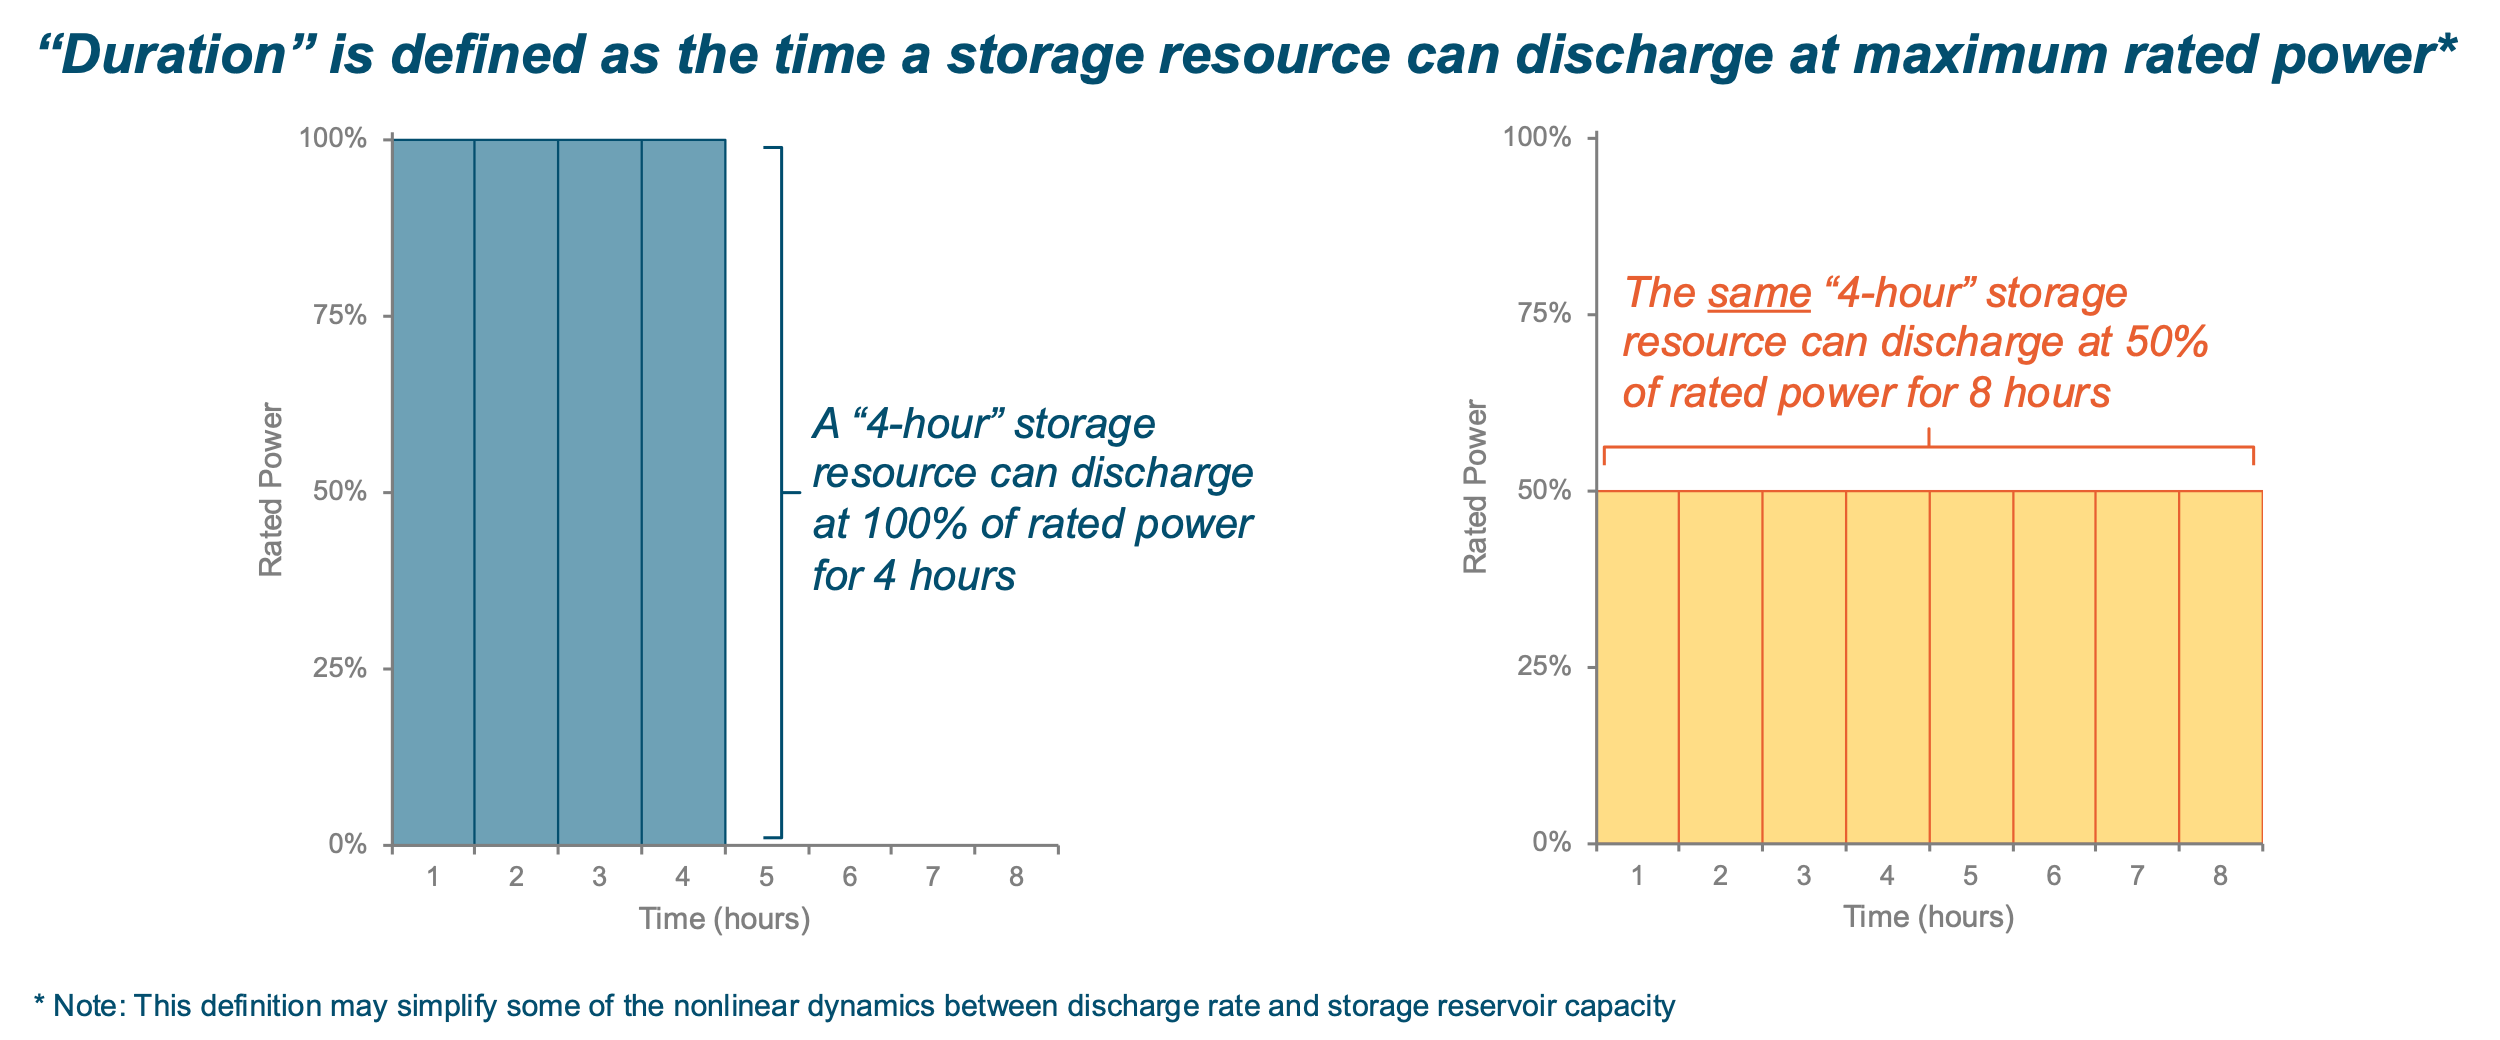 “Duration” is defined as the time a storage resource can discharge at maximum rated power*
100%
75%
50%
25%
0%
Rated Power
1 2 3 4 5 6 7 8
Time (hours)
A “4-hour” storage
resource can discharge
at 100% of rated power
for 4 hours
100%
75%
50%
25%
0%
Rated Power
The same “4-hour” storage
resource can discharge at 50%
of rated power for 8 hours
1 2 3 4 5 6 7 8
Time (hours)
* Note: This definition may simplify some of the nonlinear dynamics between discharge rate and storage reservoir capacity